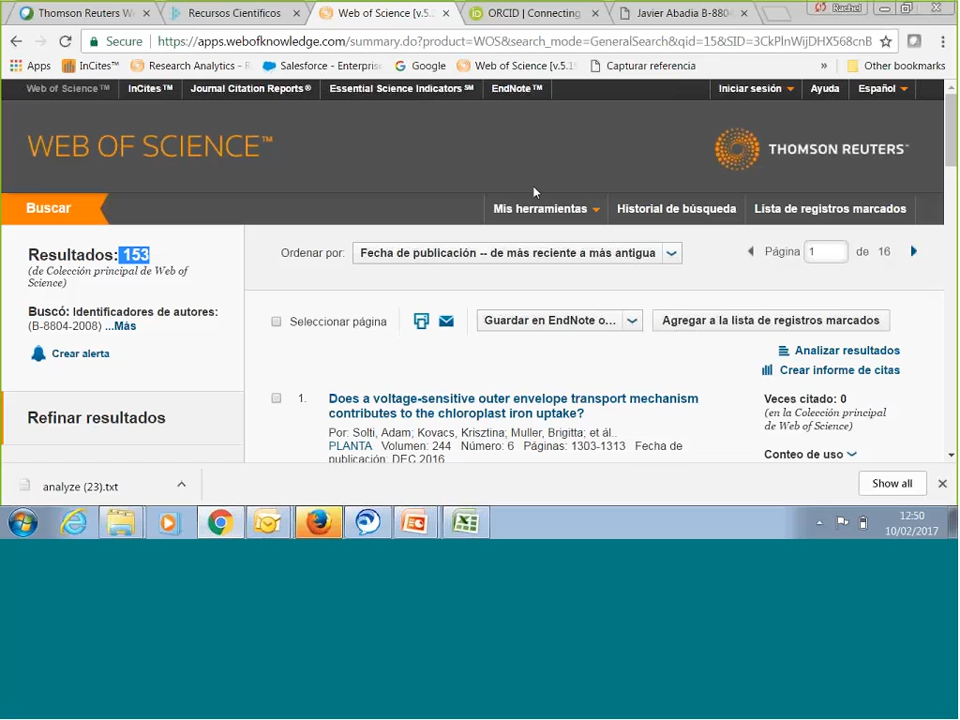 Thomson Reuters W
Recursos Científicos
Web of Science [v.5.
ORCID | Connecting
Javier Abadia B-880
Rachel
Secure
https://apps.webofknowledge.com/summary.do?product=WOS&search_mode=GeneralSearch&qid=15&SID=3CkPlnWijDHX568cnB
Apps
InCites™
Research Analytics - R
Salesforce - Enterpris
Google
Web of Science [v.5.1
Capturar referencia
»
Other bookmarks
Web of Science™
InCites™
Journal Citation Reports®
Essential Science Indicators℠
EndNote™
Iniciar sesión
Ayuda
Español
WEB OF SCIENCE™
THOMSON REUTERS™
Buscar
Mis herramientas
Historial de búsqueda
Lista de registros marcados
Resultados: 153
(de Colección principal de Web of
Science)
Buscó: Identificadores de autores:
(B-8804-2008) ...Más
Crear alerta
Refinar resultados
Ordenar por:
Fecha de publicación -- de más reciente a más antigua
Página 1 de 16
Seleccionar página
Guardar en EndNote o...
Agregar a la lista de registros marcados
Analizar resultados
Crear informe de citas
1.
Does a voltage-sensitive outer envelope transport mechanism
contributes to the chloroplast iron uptake?
Por: Solti, Adam; Kovacs, Krisztina; Muller, Brigitta; et ál..
PLANTA Volumen: 244 Número: 6 Páginas: 1303-1313 Fecha de
publicación: DEC 2016
Veces citado: 0
(en la Colección principal
de Web of Science)
Conteo de uso
analyze (23).txt
Show all
12:50
10/02/2017